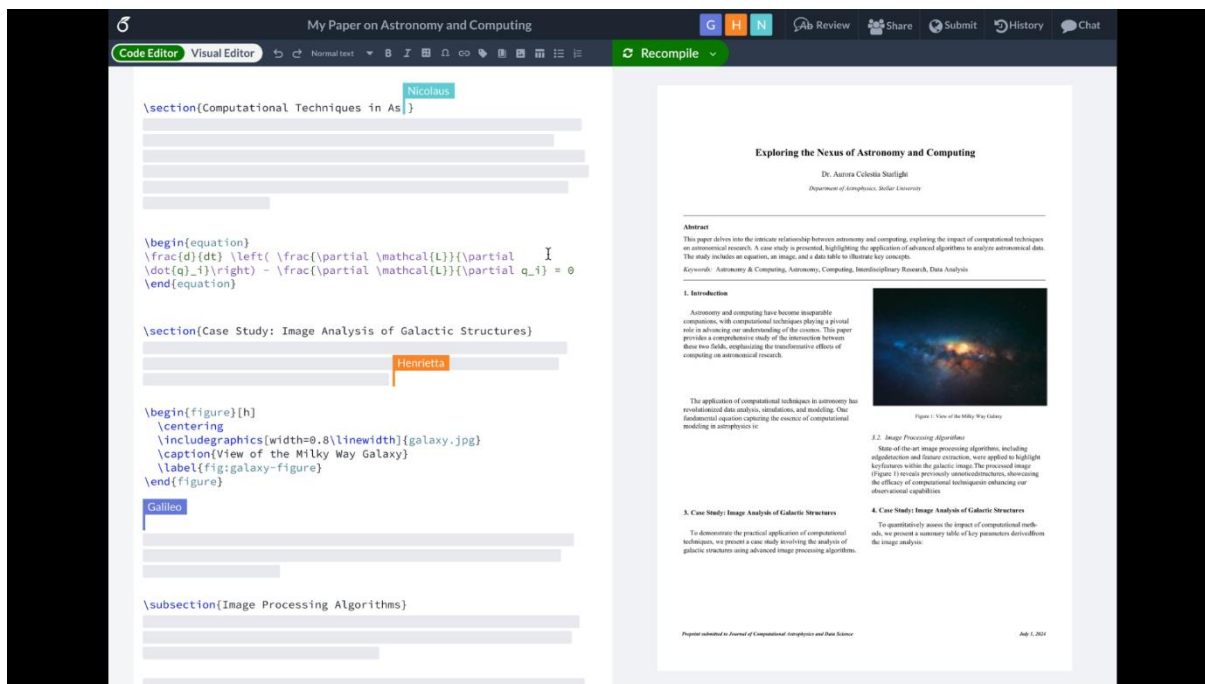 My Paper on Astronomy and Computing
G H N Review Share Submit History Chat
Code Editor Visual Editor Normal text B I Ω Recompile
Nicolaus
\section{Computational Techniques in As }
\begin{equation}
\frac{d}{dt} \left( \frac{\partial \mathcal{L}}{\partial
\dot{q}_i}\right) - \frac{\partial \mathcal{L}}{\partial q_i} = 0
\end{equation}
\section{Case Study: Image Analysis of Galactic Structures}
Henrietta
\begin{figure}[h]
\centering
\includegraphics[width=0.8\linewidth]{galaxy.jpg}
\caption{View of the Milky Way Galaxy}
\label{fig:galaxy-figure}
\end{figure}
Galileo
\subsection{Image Processing Algorithms}
Exploring the Nexus of Astronomy and Computing
Dr. Aurora Celestia Starlight
Department of Astrophysics, Stellar University
Abstract
This paper delves into the intricate relationship between astronomy and computing, exploring the impact of computational techniques
on astronomical research. A case study is presented, highlighting the application of advanced algorithms to analyze astronomical data.
The study includes an equation, an image, and a data table to illustrate key concepts.
Keywords: Astronomy & Computing, Astronomy, Computing, Interdisciplinary Research, Data Analysis
1. Introduction
Astronomy and computing have become inseparable
companions, with computational techniques playing a pivotal
role in advancing our understanding of the cosmos. This paper
provides a comprehensive study of the intersection between
these two fields, emphasizing the transformative effects of
computing on astronomical research.
The application of computational techniques in astronomy has
revolutionized data analysis, simulations, and modeling. One
fundamental equation capturing the essence of computational
modeling in astrophysics is:
3. Case Study: Image Analysis of Galactic Structures
To demonstrate the practical application of computational
techniques, we present a case study involving the analysis of
galactic structures using advanced image processing algorithms.
Figure 1: View of the Milky Way Galaxy
3.2. Image Processing Algorithms
State-of-the-art image processing algorithms, including
edgedetection and feature extraction, were applied to highlight
keyfeatures within the galactic image.The processed image
(Figure 1) reveals previously unnoticedstructures, showcasing
the efficacy of computational techniquesin enhancing our
observational capabilities
4. Case Study: Image Analysis of Galactic Structures
To quantitatively assess the impact of computational meth-
ods, we present a summary table of key parameters derivedfrom
the image analysis:
Preprint submitted to Journal of Computational Astrophysics and Data Science
July 1, 2024